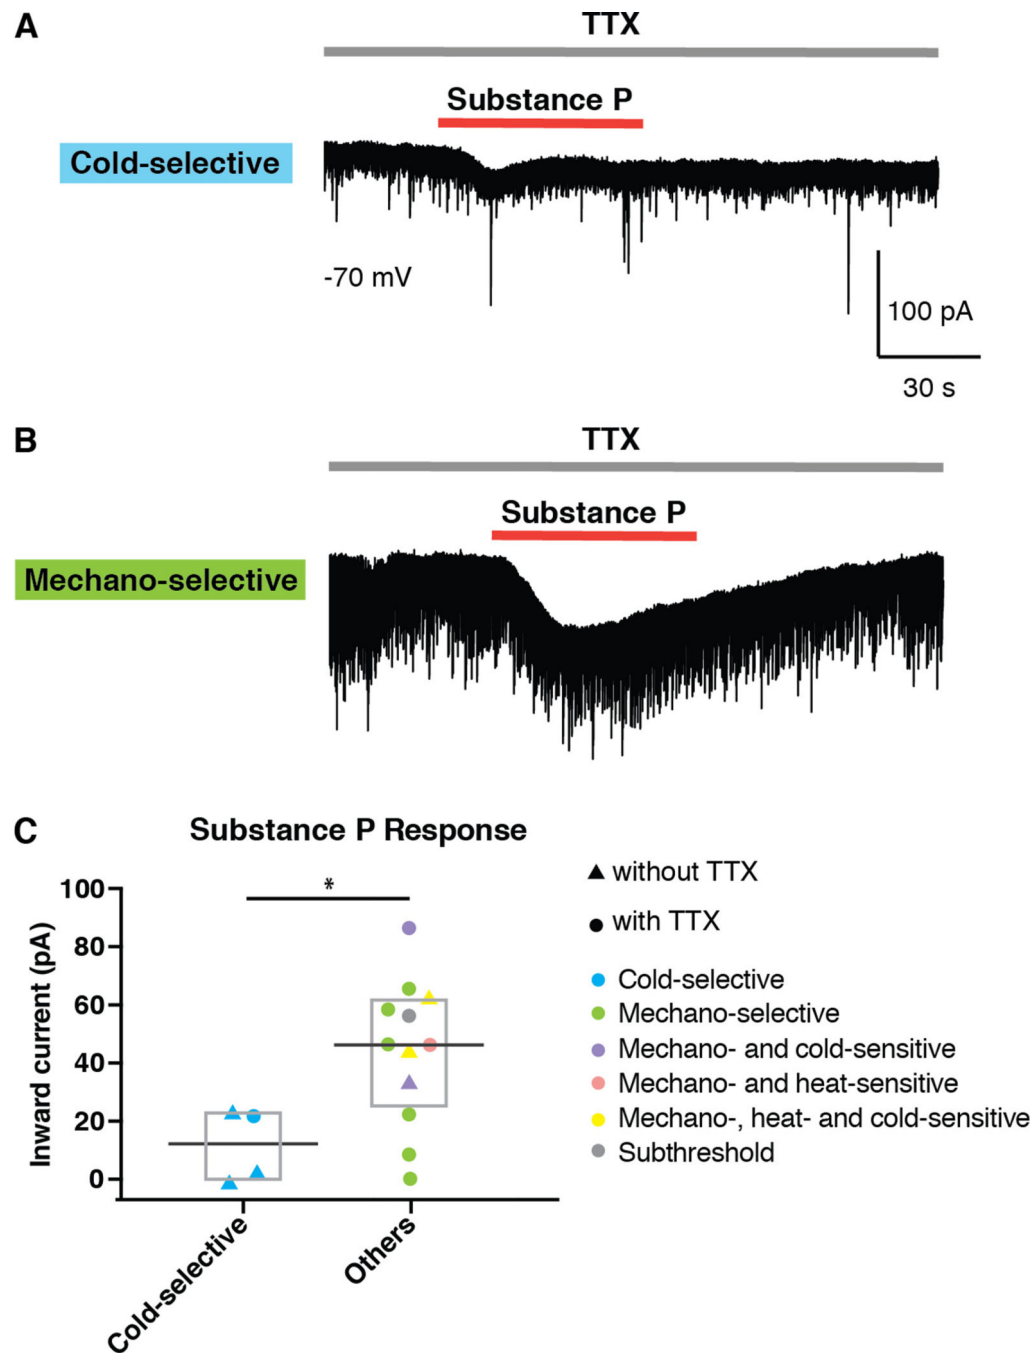 A
TTX
Substance P
Cold-selective
-70 mV
100 pA
30 s
B
TTX
Substance P
Mechano-selective
C
Substance P Response
Inward current (pA)
100
80
60
40
20
0
*
Cold-selective
Others
without TTX
with TTX
Cold-selective
Mechano-selective
Mechano- and cold-sensitive
Mechano- and heat-sensitive
Mechano-, heat- and cold-sensitive
Subthreshold